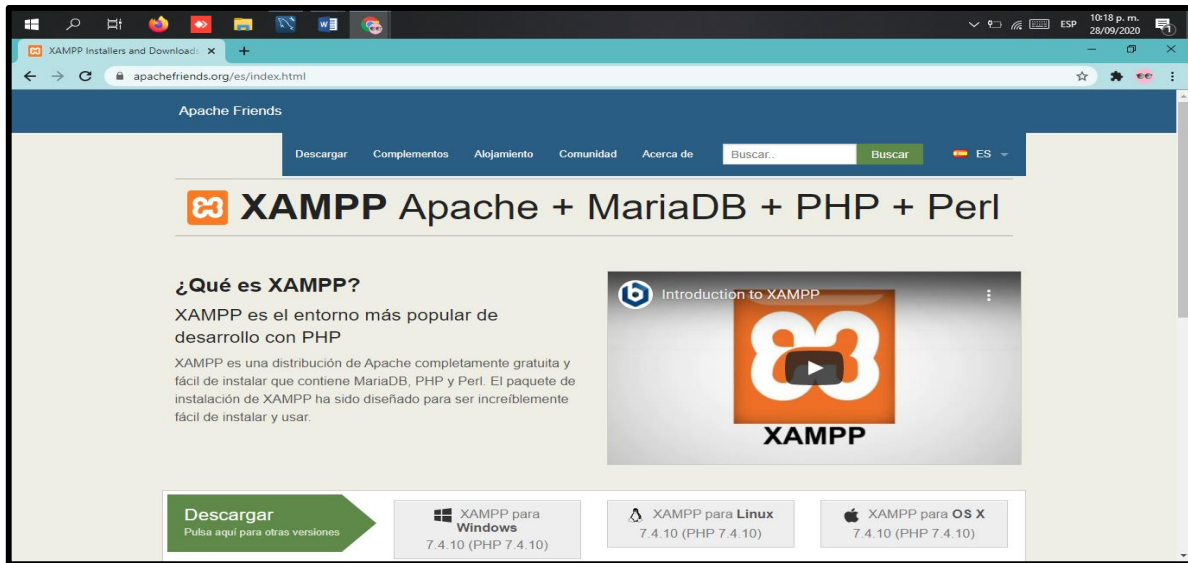 ESP
10:18 p. m.
28/09/2020
XAMPP Installers and Downloads
apachefriends.org/es/index.html
Apache Friends
Descargar Complementos Alojamiento Comunidad Acerca de Buscar... Buscar ES
XAMPP Apache + MariaDB + PHP + Perl
¿Qué es XAMPP?
XAMPP es el entorno más popular de
desarrollo con PHP
XAMPP es una distribución de Apache completamente gratuita y
fácil de instalar que contiene MariaDB, PHP y Perl. El paquete de
instalación de XAMPP ha sido diseñado para ser increíblemente
fácil de instalar y usar.
Introduction to XAMPP
XAMPP
Descargar
Pulsa aquí para otras versiones
XAMPP para
Windows
7.4.10 (PHP 7.4.10)
XAMPP para Linux
7.4.10 (PHP 7.4.10)
XAMPP para OS X
7.4.10 (PHP 7.4.10)